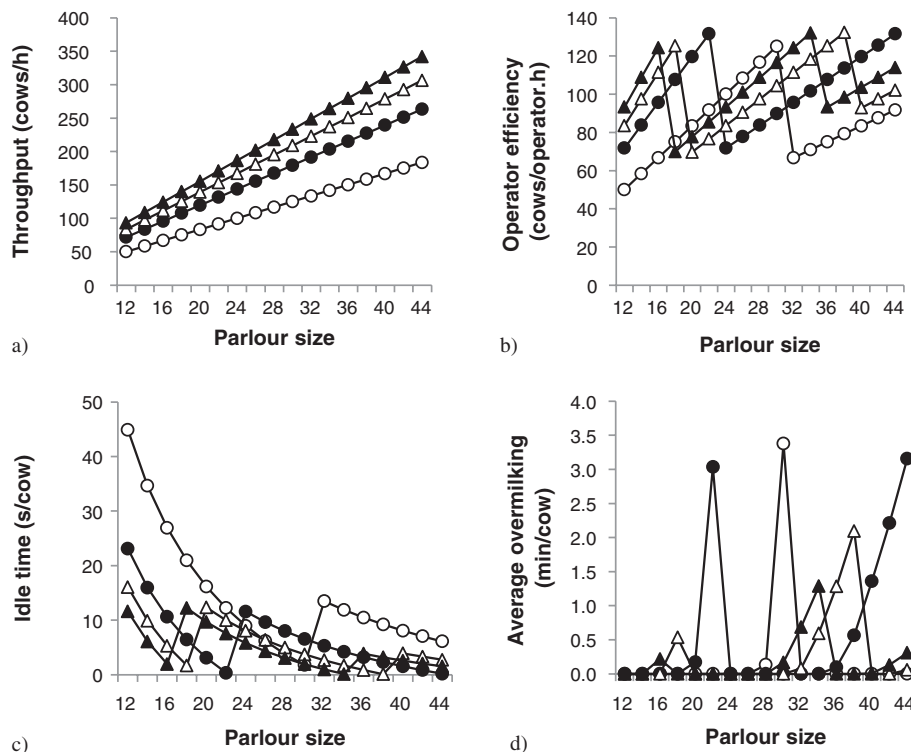 400
350
300
250
200
150
100
50
0
Throughput (cows/h)
12 16 20 24 28 32 36 40 44
Parlour size
a)
140
120
100
80
60
40
20
0
Operator efficiency
(cows/operator.h)
12 16 20 24 28 32 36 40 44
Parlour size
b)
50
40
30
20
10
0
Idle time (s/cow)
12 16 20 24 28 32 36 40 44
Parlour size
c)
4.0
3.5
3.0
2.5
2.0
1.5
1.0
0.5
0.0
Average overmilking
(min/cow)
12 16 20 24 28 32 36 40 44
Parlour size
d)